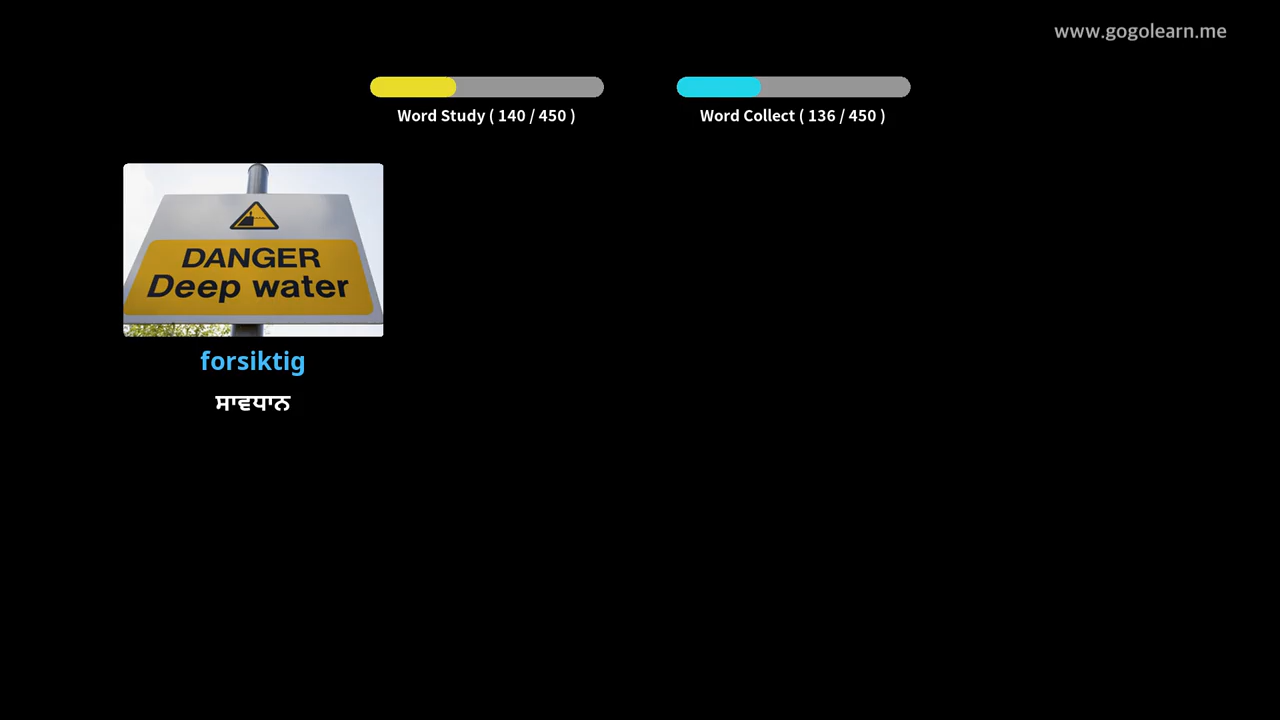 www.gogolearn.me
Word Study ( 140 / 450 )
Word Collect ( 136 / 450 )
DANGER
Deep water
forsiktig
ਸਾਵਧਾਨ